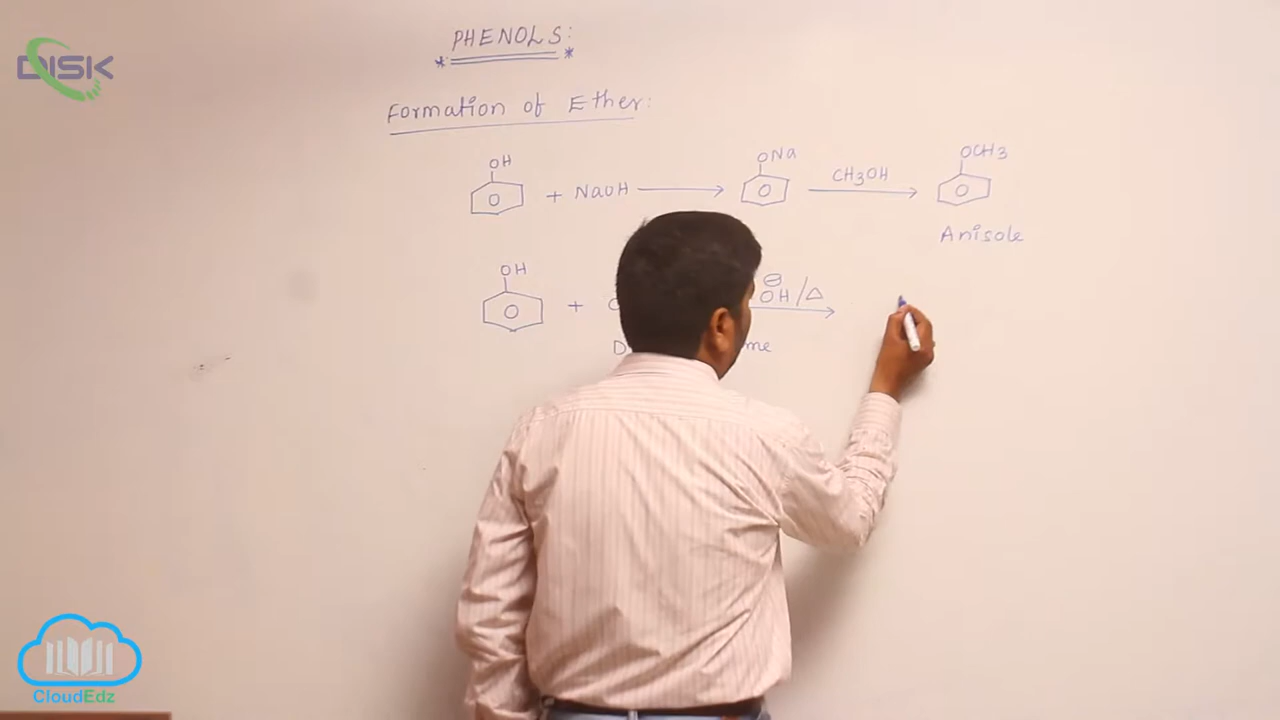 DISK
PHENOLS:
Formation of Ether:
OH
+ NaOH
ONa
CH3OH
OCH3
Anisole
OH
+
⊖OH/△
CloudEdz